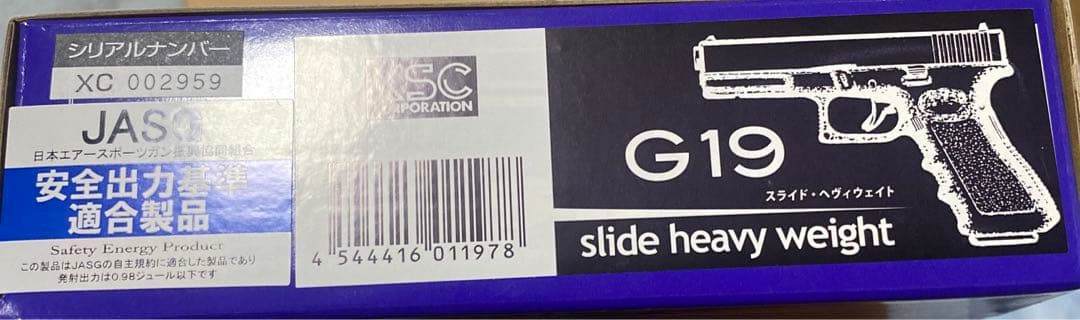 シリアルナンバー
XC 002959
JASG
日本エアースポーツガン振興協同組合
安全出力基準
適合製品
Safety Energy Product
この製品はJASGの自主規約に適合した製品であり
発射出力は0.98ジュール以下です
KSC
CORPORATION
4 544416 011978
G19
スライド・ヘヴィウェイト
slide heavy weight